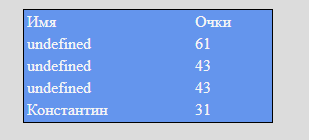 Имя Очки
undefined 61
undefined 43
undefined 43
Константин 31